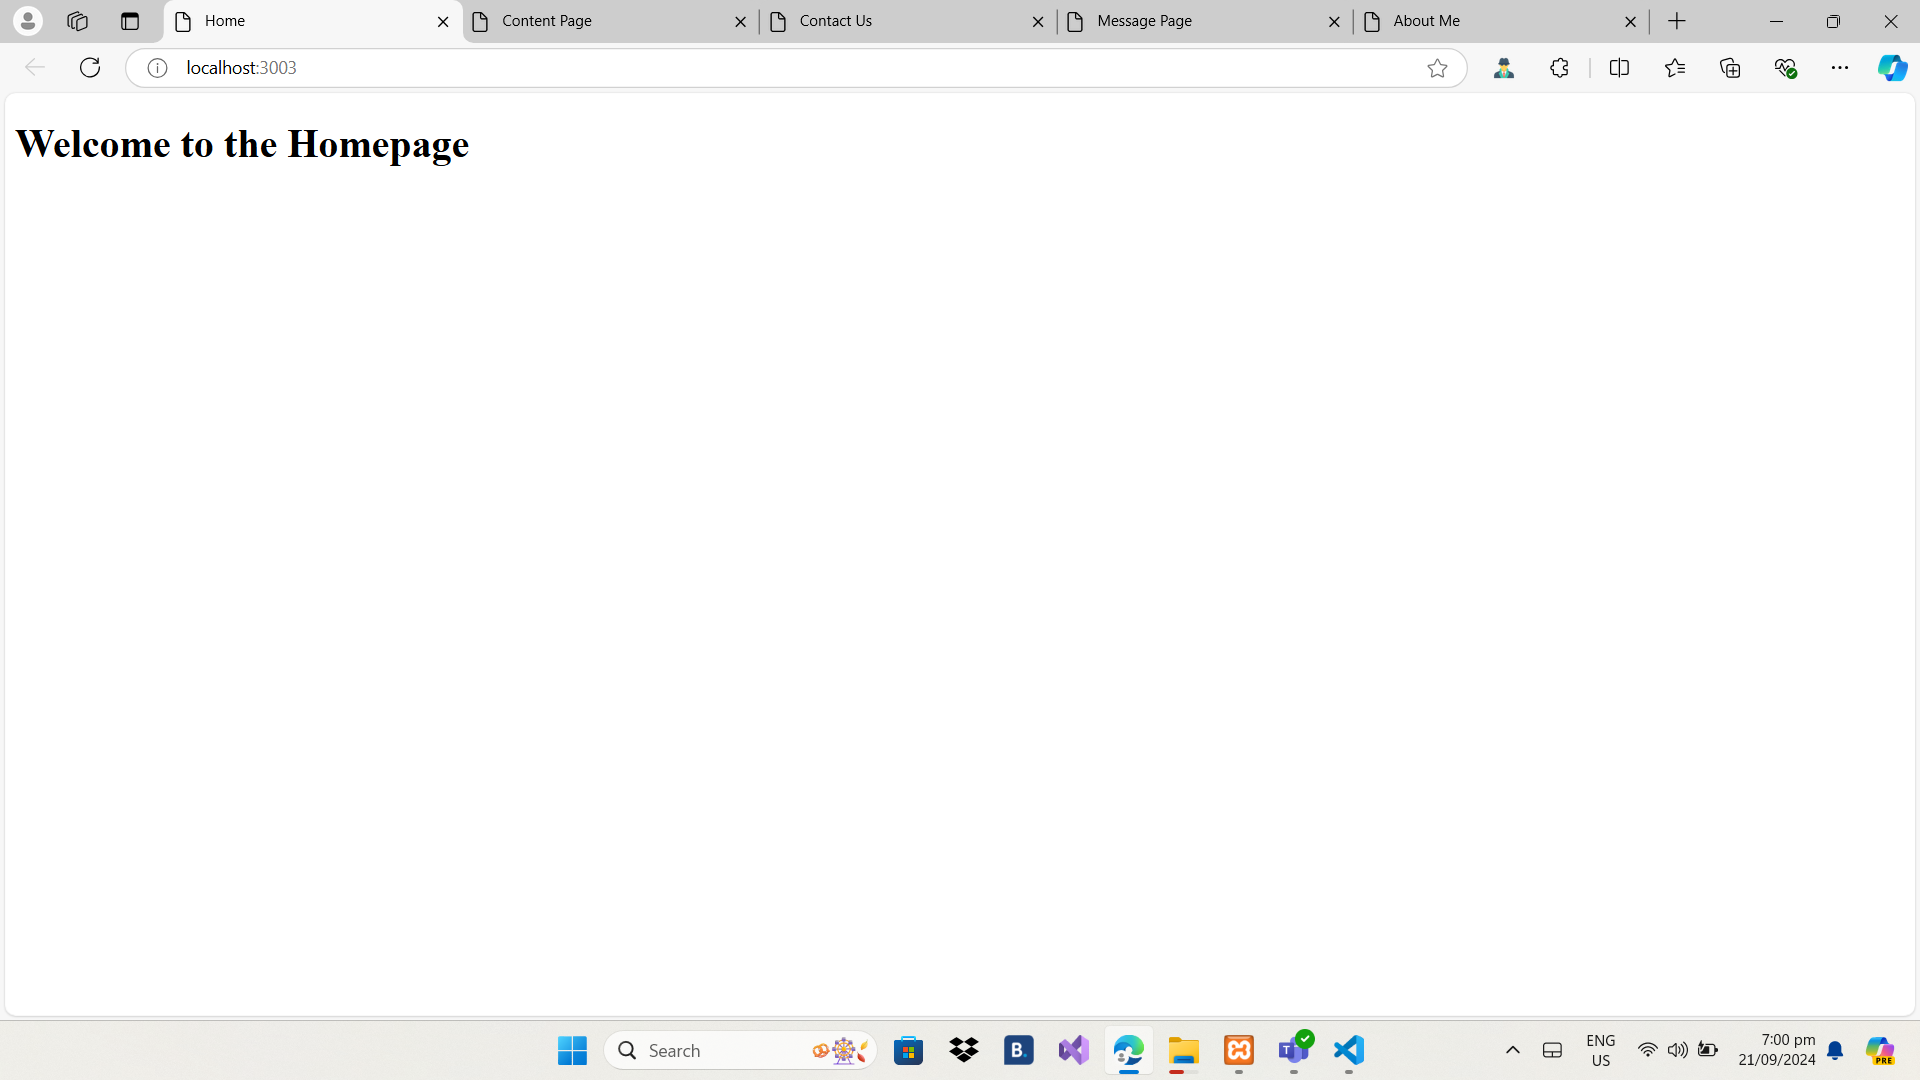 Home
Content Page
Contact Us
Message Page
About Me
localhost:3003
Welcome to the Homepage
Search
B.
T
ENG
US
7:00 pm
21/09/2024
PRE